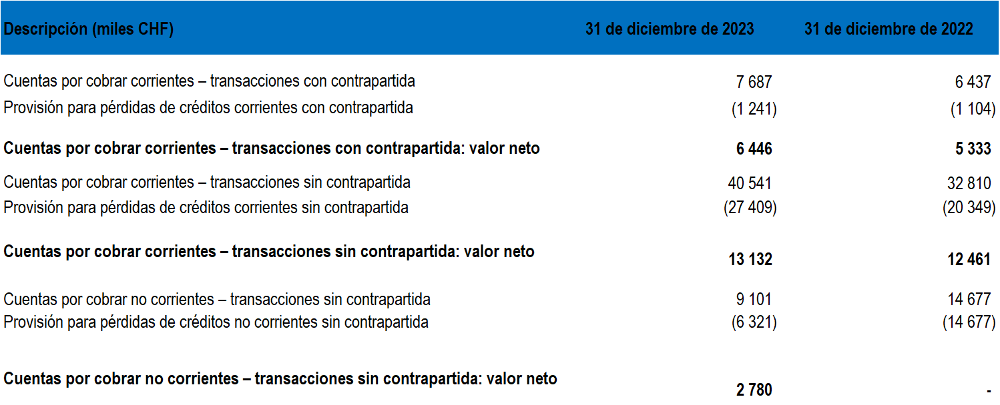 Descripción (miles CHF) 31 de diciembre de 2023 31 de diciembre de 2022
Cuentas por cobrar corrientes – transacciones con contrapartida 7 687 6 437
Provisión para pérdidas de créditos corrientes con contrapartida (1 241) (1 104)
Cuentas por cobrar corrientes – transacciones con contrapartida: valor neto 6 446 5 333
Cuentas por cobrar corrientes – transacciones sin contrapartida 40 541 32 810
Provisión para pérdidas de créditos corrientes sin contrapartida (27 409) (20 349)
Cuentas por cobrar corrientes – transacciones sin contrapartida: valor neto 13 132 12 461
Cuentas por cobrar no corrientes – transacciones sin contrapartida 9 101 14 677
Provisión para pérdidas de créditos no corrientes sin contrapartida (6 321) (14 677)
Cuentas por cobrar no corrientes – transacciones sin contrapartida: valor neto 2 780 -